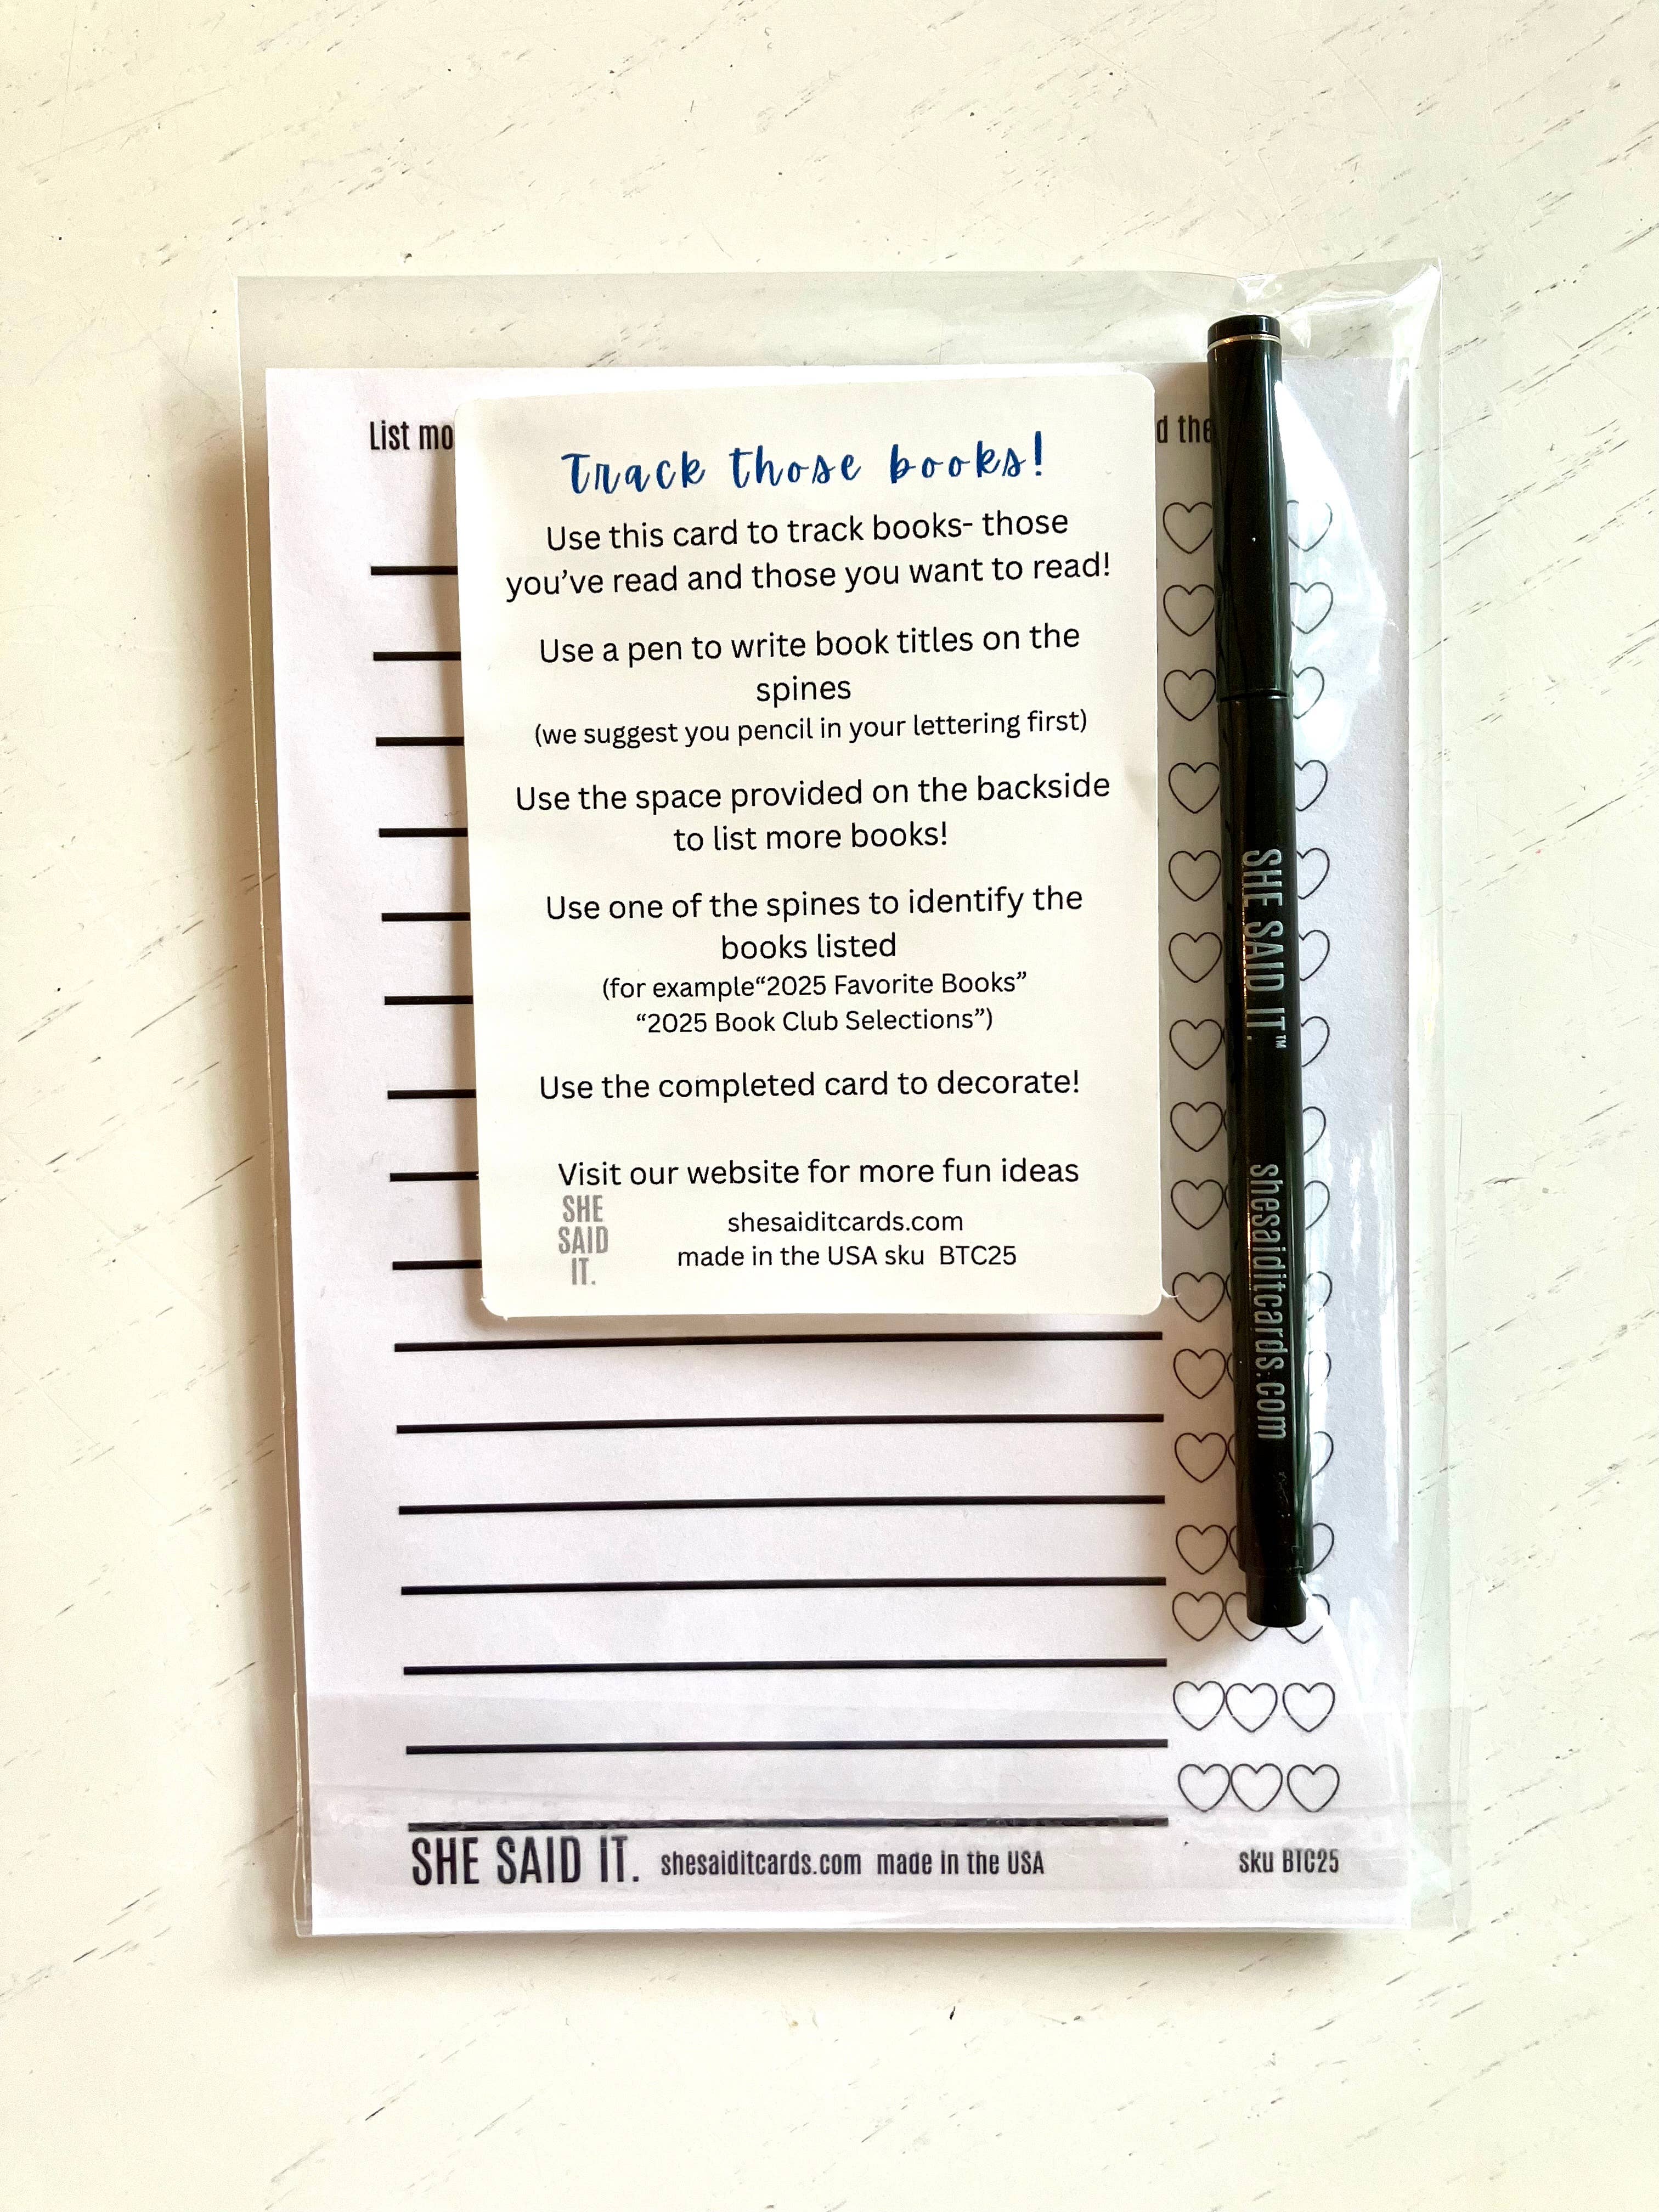 List mo
d the
Track those books!
Use this card to track books- those
you've read and those you want to read!
Use a pen to write book titles on the
spines
(we suggest you pencil in your lettering first)
Use the space provided on the backside
to list more books!
Use one of the spines to identify the
books listed
(for example“2025 Favorite Books”
“2025 Book Club Selections”)
Use the completed card to decorate!
Visit our website for more fun ideas
SHE
SAID
IT.
shesaiditcards.com
made in the USA sku BTC25
SHE SAID IT.™ shesaiditcards.com
SHE SAID IT. shesaiditcards.com made in the USA sku BTC25